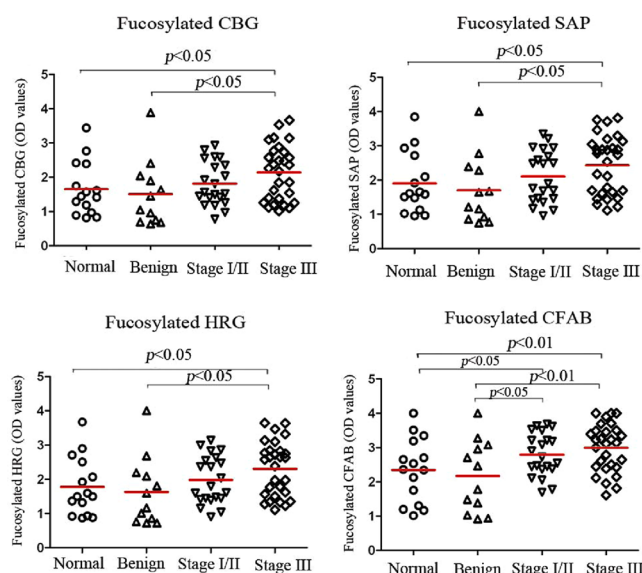 Fucosylated CBG
p<0.05
p<0.05
Fucosylated CBG (OD values)
5
4
3
2
1
0
Normal Benign Stage I/II Stage III
Fucosylated SAP
p<0.05
p<0.05
Fucosylated SAP (OD values)
5
4
3
2
1
0
Normal Benign Stage I/II Stage III
Fucosylated HRG
p<0.05
p<0.05
Fucosylated HRG (OD values)
5
4
3
2
1
0
Normal Benign Stage I/II Stage III
Fucosylated CFAB
p<0.01
p<0.05
p<0.01
p<0.05
Fucosylated CFAB (OD values)
5
4
3
2
1
0
Normal Benign Stage I/II Stage III